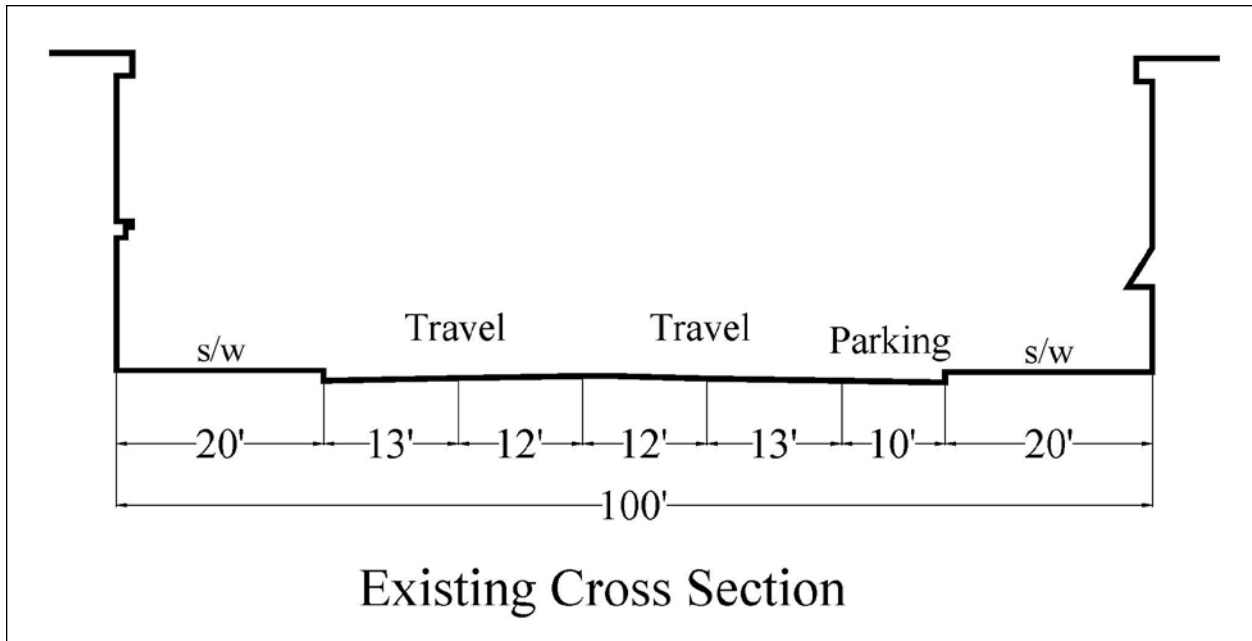 Travel Travel Parking
s/w s/w
20' 13' 12' 12' 13' 10' 20'
100'
Existing Cross Section